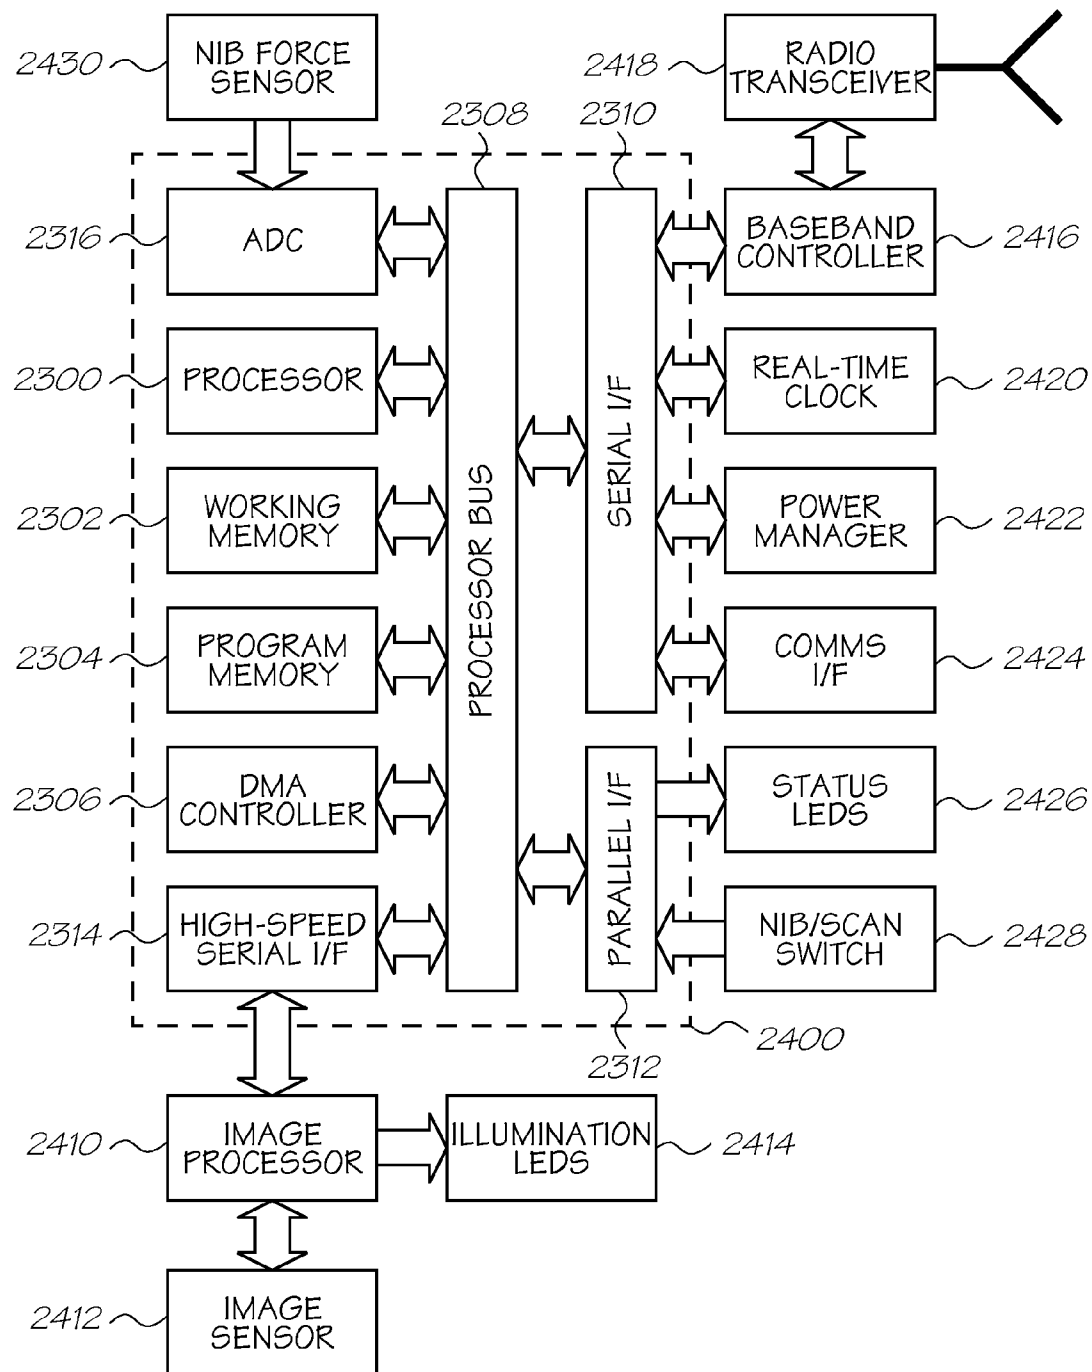 2430
NIB FORCE
SENSOR
2418
RADIO
TRANSCEIVER
2308
2310
2316
ADC
BASEBAND
CONTROLLER
2416
2300
PROCESSOR
REAL-TIME
CLOCK
2420
2302
WORKING
MEMORY
PROCESSOR BUS
SERIAL I/F
POWER
MANAGER
2422
2304
PROGRAM
MEMORY
COMMS
I/F
2424
2306
DMA
CONTROLLER
PARALLEL I/F
STATUS
LEDS
2426
2314
HIGH-SPEED
SERIAL I/F
NIB/SCAN
SWITCH
2428
2312
2400
2410
IMAGE
PROCESSOR
ILLUMINATION
LEDS
2414
2412
IMAGE
SENSOR